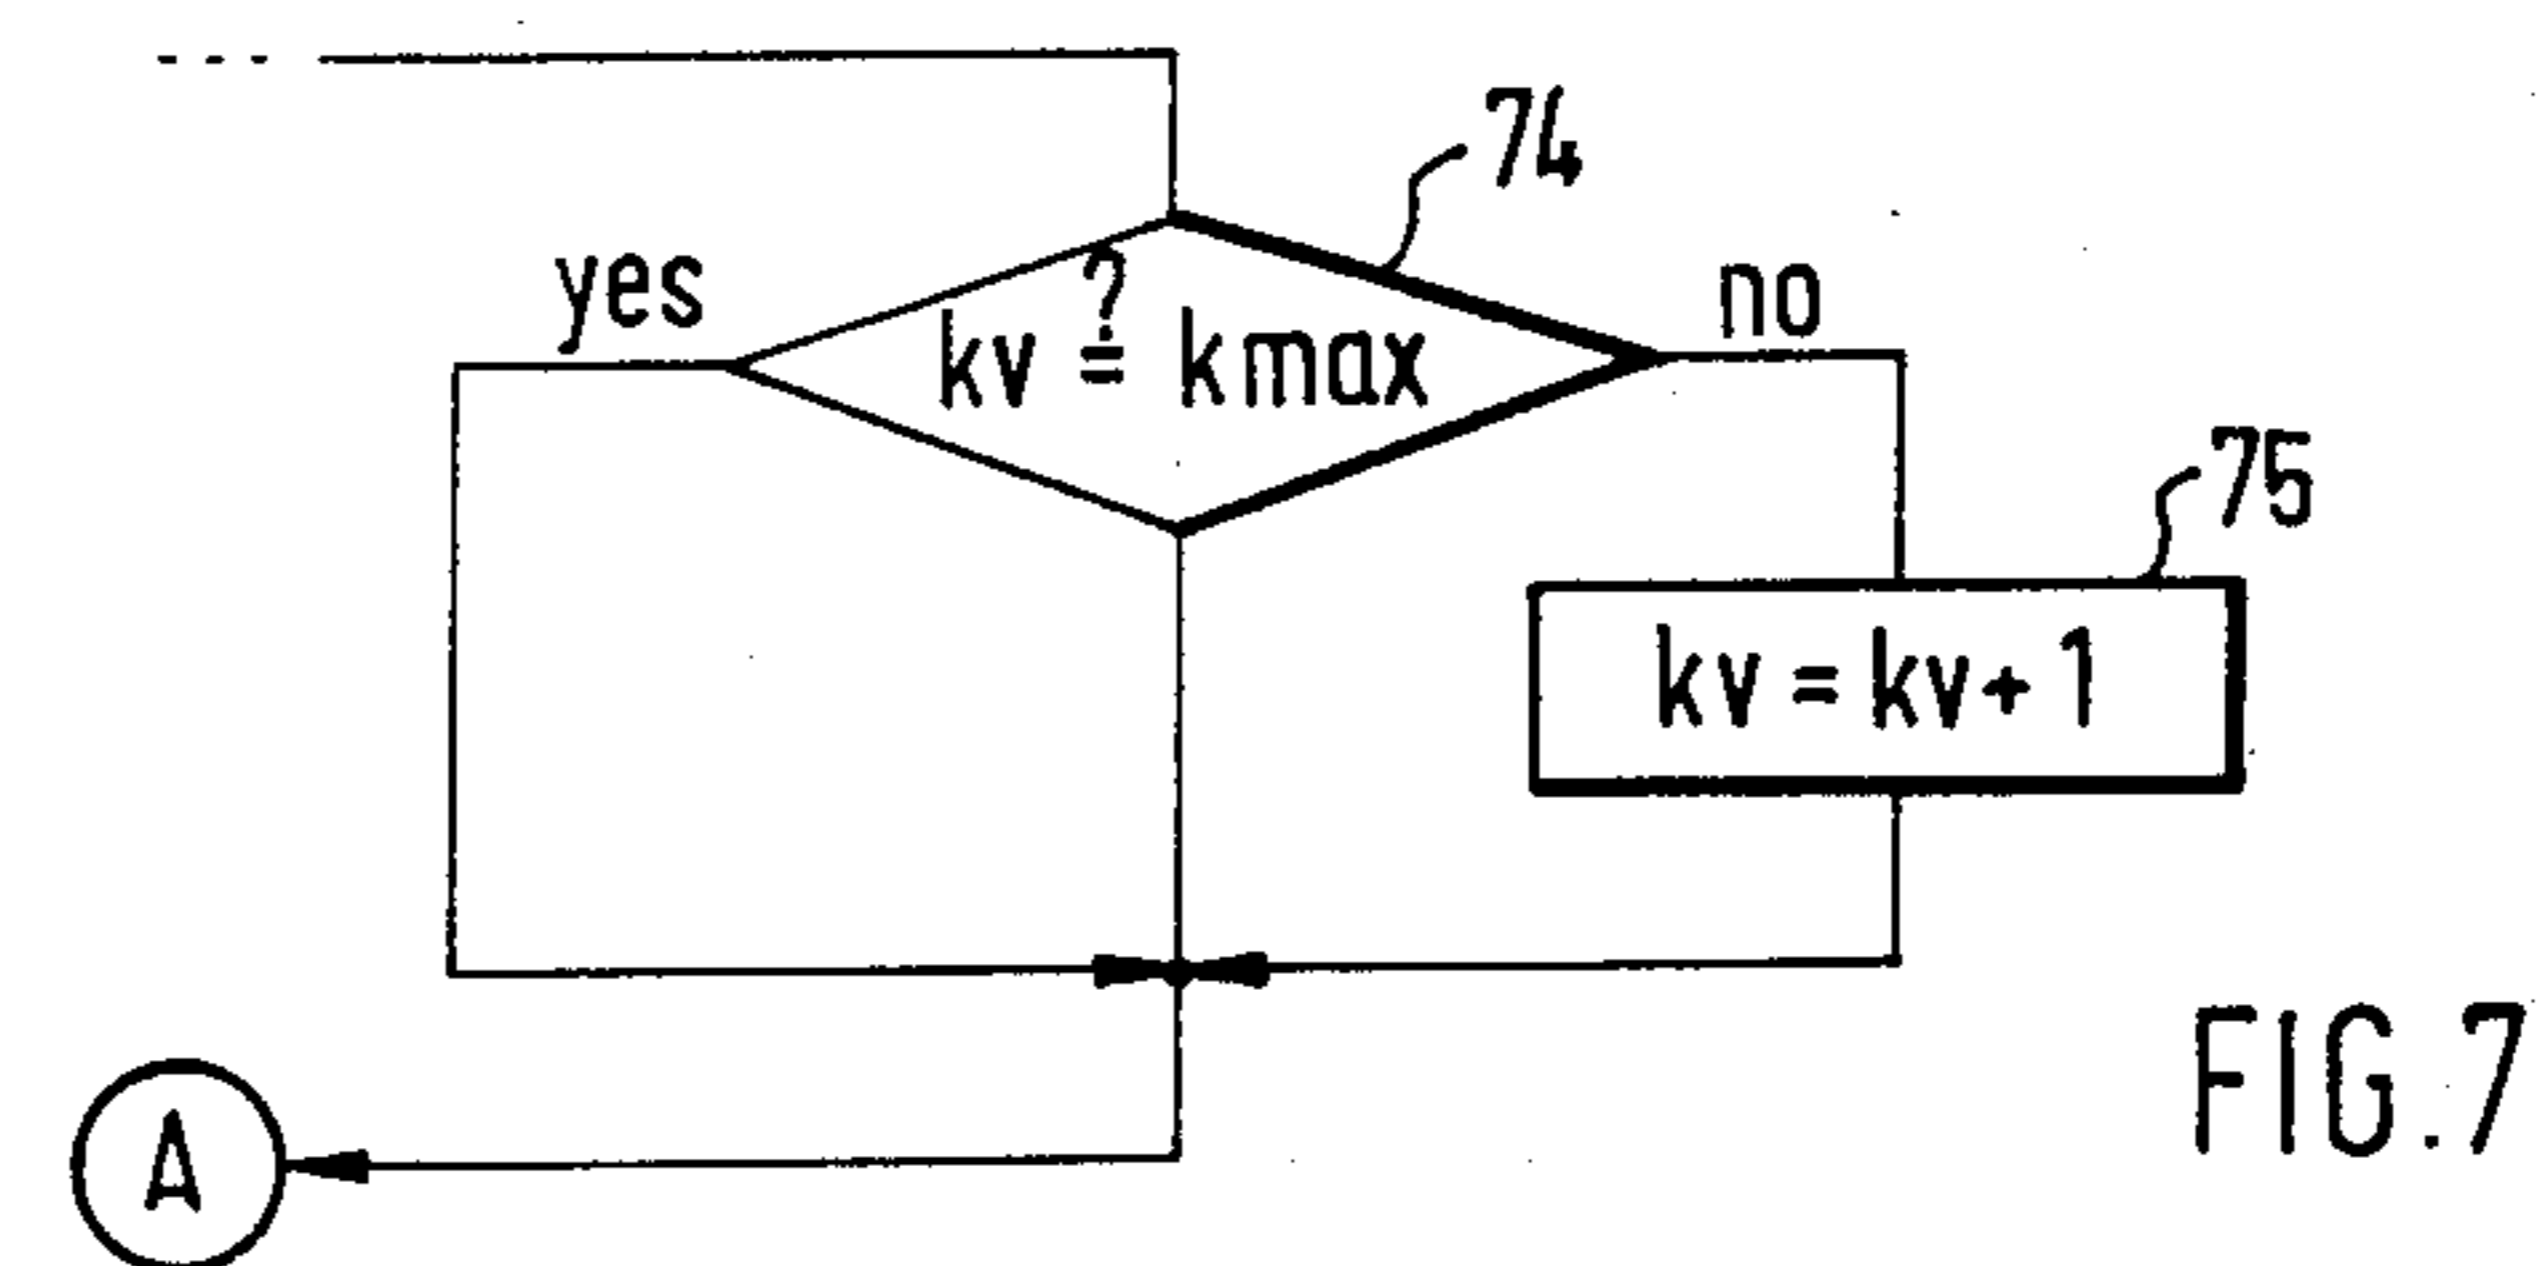 74
yes
?
kv = kmax
no
75
kv = kv + 1
A
FIG.7